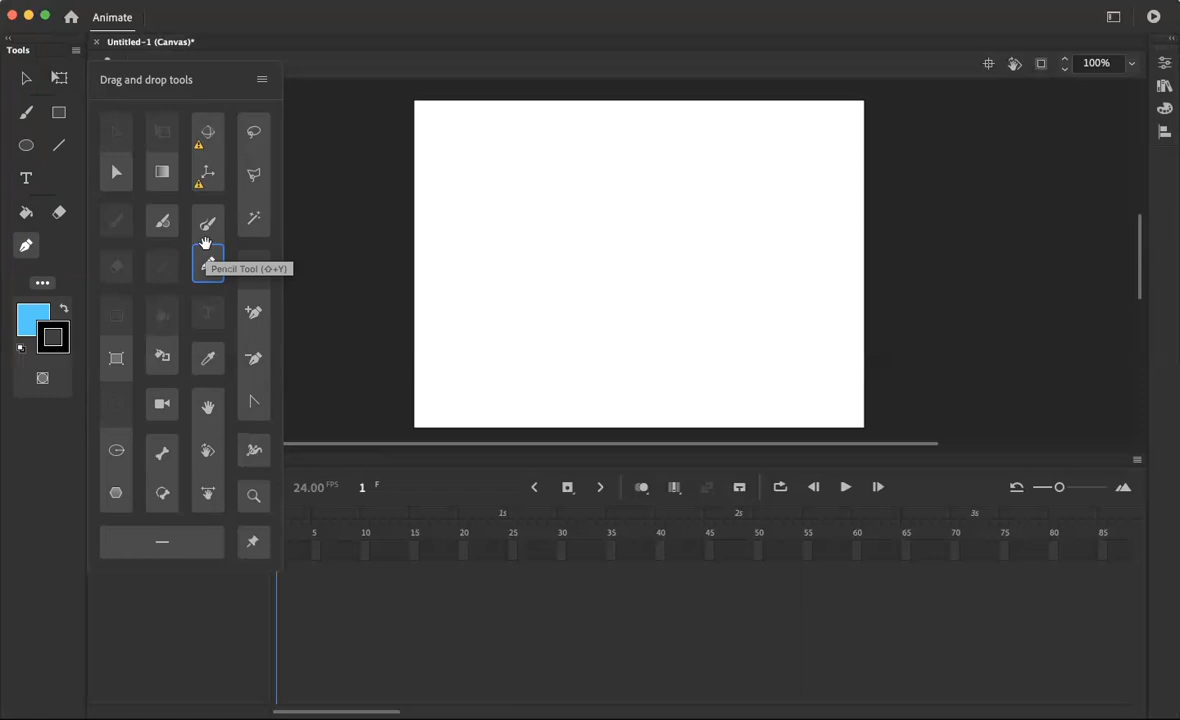 Animate
Tools
Untitled-1 (Canvas)*
Drag and drop tools
100%
Pencil Tool (⇧+Y)
T
24.00 FPS
1 F
1s 2s 3s
5 10 15 20 25 30 35 40 45 50 55 60 65 70 75 80 85